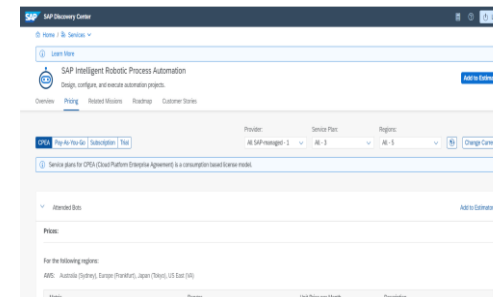 SAP SAP Discovery Center
Home / Services
Learn More
SAP Intelligent Robotic Process Automation
Design, configure, and execute automation projects.
Add to Estimat
Overview Pricing Related Missions Roadmap Customer Stories
Provider: Service Plan: Regions:
CPEA Pay-As-You-Go Subscription Trial All SAP-managed - 1 All - 3 All - 5 Change Curre
Service plans for CPEA (Cloud Platform Enterprise Agreement) is a consumption based license model.
Attended Bots Add to Estimator
Prices:
For the following regions:
AWS: Australia (Sydney), Europe (Frankfurt), Japan (Tokyo), US East (VA)